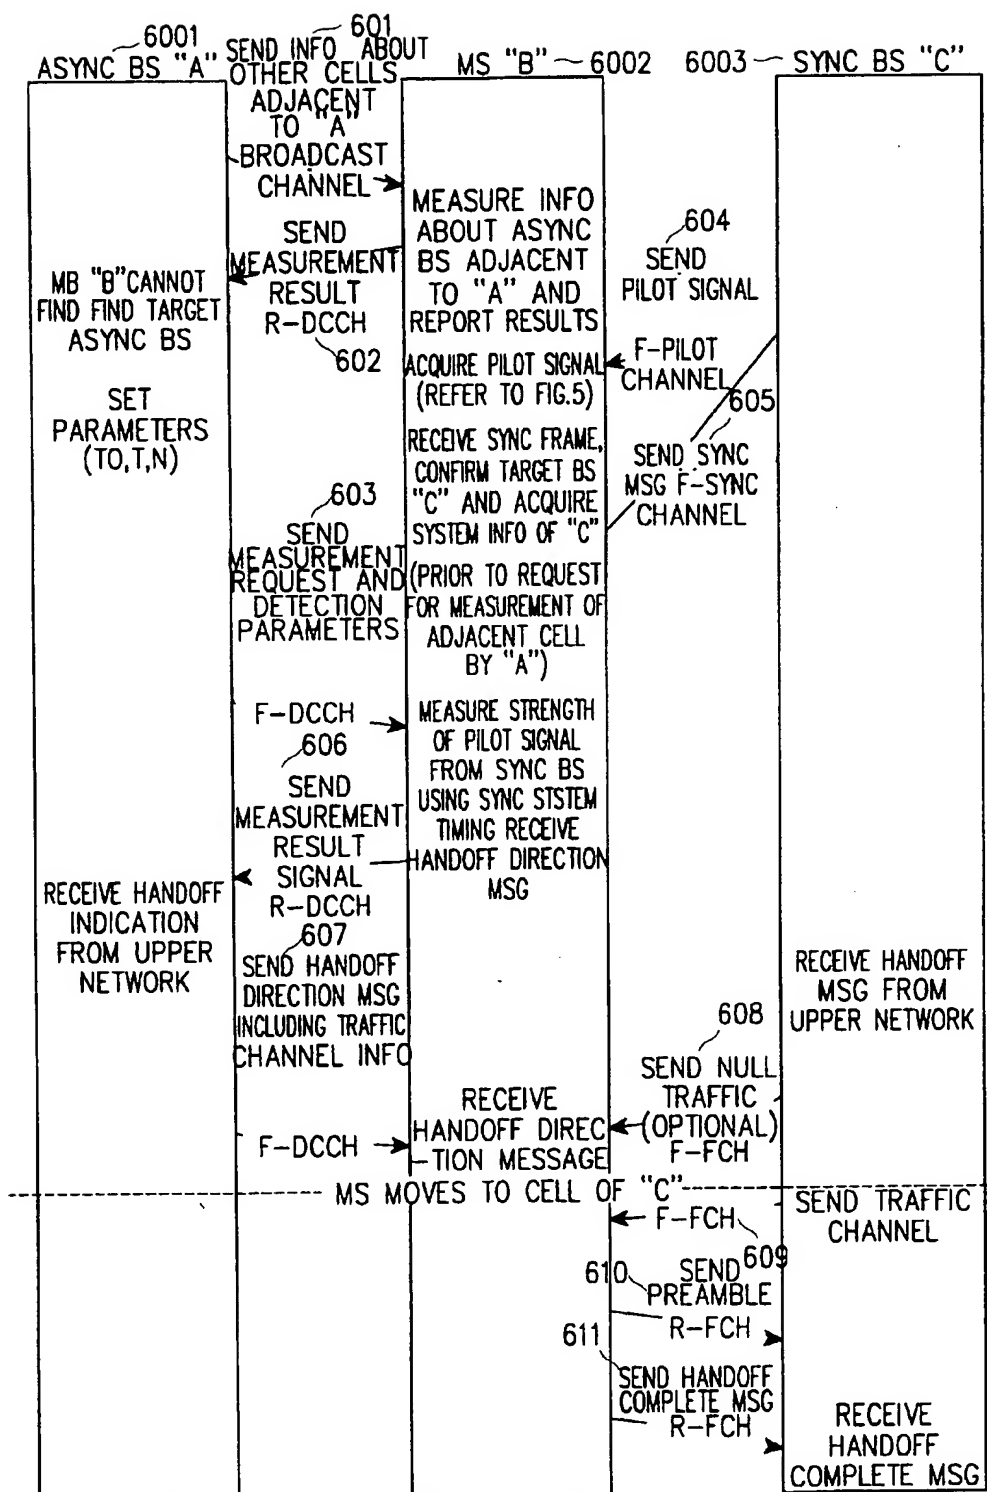 6001
ASYNC BS "A"
601
SEND INFO ABOUT
OTHER CELLS
ADJACENT
TO "A"
BROADCAST
CHANNEL
MS "B"
6002
6003
SYNC BS "C"
MEASURE INFO
ABOUT ASYNC
BS ADJACENT
TO "A" AND
REPORT RESULTS
SEND
MEASUREMENT
RESULT
R-DCCH
602
MB "B"CANNOT
FIND FIND TARGET
ASYNC BS
604
SEND
PILOT SIGNAL
F-PILOT
CHANNEL
ACQUIRE PILOT SIGNAL
(REFER TO FIG.5)
SET
PARAMETERS
(TO,T,N)
605
SEND SYNC
MSG F-SYNC
CHANNEL
RECEIVE SYNC FRAME,
CONFIRM TARGET BS
"C" AND ACQUIRE
SYSTEM INFO OF "C"
603
SEND
MEASUREMENT
REQUEST AND
DETECTION
PARAMETERS
(PRIOR TO REQUEST
FOR MEASUREMENT OF
ADJACENT CELL
BY "A")
F-DCCH
MEASURE STRENGTH
OF PILOT SIGNAL
FROM SYNC BS
USING SYNC STSTEM
TIMING RECEIVE
HANDOFF DIRECTION
MSG
606
SEND
MEASUREMENT
RESULT
SIGNAL
R-DCCH
RECEIVE HANDOFF
INDICATION
FROM UPPER
NETWORK
607
SEND HANDOFF
DIRECTION MSG
INCLUDING TRAFFIC
CHANNEL INFO
RECEIVE HANDOFF
MSG FROM
UPPER NETWORK
608
SEND NULL
TRAFFIC
(OPTIONAL)
F-FCH
F-DCCH
RECEIVE
HANDOFF DIREC
-TION MESSAGE
MS MOVES TO CELL OF "C"
SEND TRAFFIC
CHANNEL
F-FCH
609
610
SEND
PREAMBLE
R-FCH
611
SEND HANDOFF
COMPLETE MSG
R-FCH
RECEIVE
HANDOFF
COMPLETE MSG